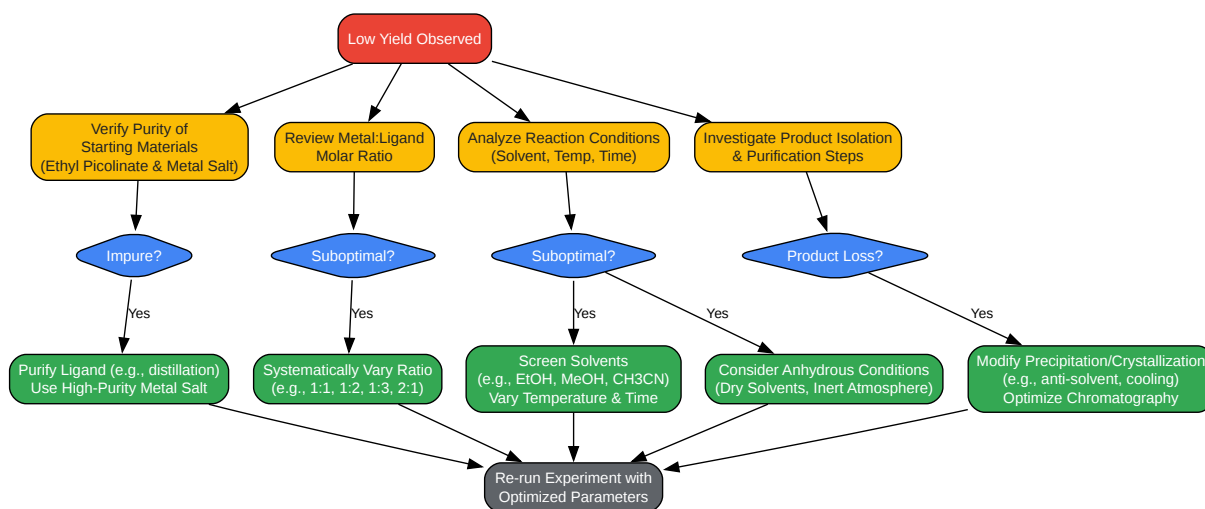 Low Yield Observed
Verify Purity of
Starting Materials
(Ethyl Picolinate & Metal Salt)
Review Metal:Ligand
Molar Ratio
Analyze Reaction Conditions
(Solvent, Temp, Time)
Investigate Product Isolation
& Purification Steps
Impure?
Suboptimal?
Suboptimal?
Product Loss?
Yes
Yes
Yes
Yes
Yes
Purify Ligand (e.g., distillation)
Use High-Purity Metal Salt
Systematically Vary Ratio
(e.g., 1:1, 1:2, 1:3, 2:1)
Screen Solvents
(e.g., EtOH, MeOH, CH3CN)
Vary Temperature & Time
Consider Anhydrous Conditions
(Dry Solvents, Inert Atmosphere)
Modify Precipitation/Crystallization
(e.g., anti-solvent, cooling)
Optimize Chromatography
Re-run Experiment with
Optimized Parameters